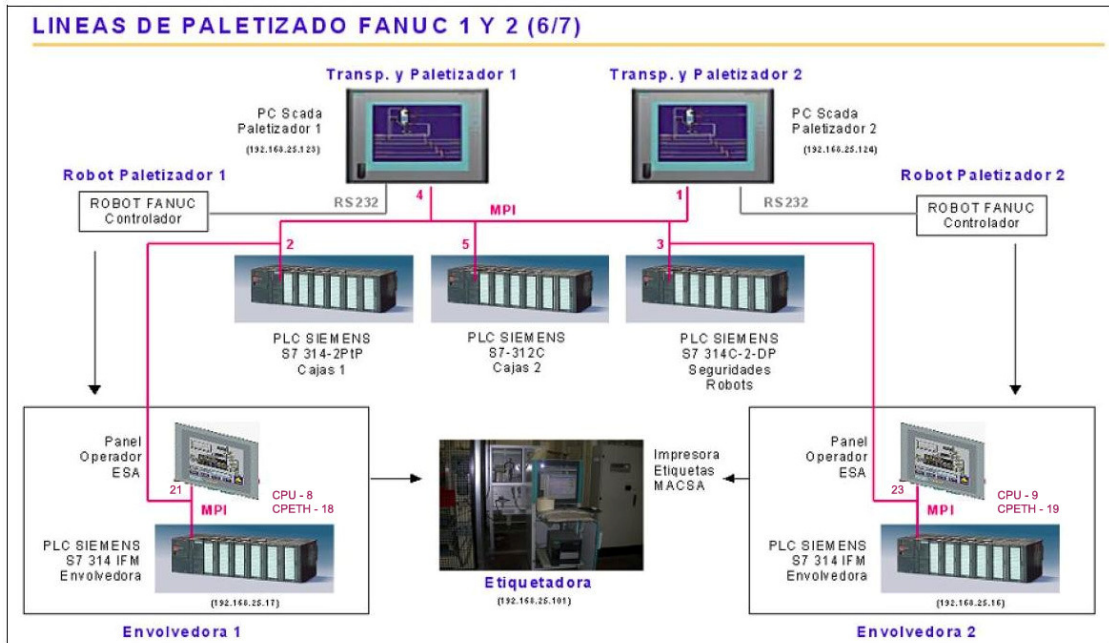 LINEAS DE PALETIZADO FANUC 1 Y 2 (6/7)
Transp. y Paletizador 1
Transp. y Paletizador 2
PC Scada
Paletizador 1
(192.168.25.123)
PC Scada
Paletizador 2
(192.168.25.124)
Robot Paletizador 1
Robot Paletizador 2
ROBOT FANUC
Controlador
RS232
4
MPI
1
RS232
ROBOT FANUC
Controlador
2
5
3
PLC SIEMENS
S7 314-2PtP
Cajas 1
PLC SIEMENS
S7-312C
Cajas 2
PLC SIEMENS
S7 314C-2-DP
Seguridades
Robots
Panel
Operador
ESA
21
CPU - 8
CPETH - 18
MPI
PLC SIEMENS
S7 314 IFM
Envolvedora
(192.168.25.17)
Envolvedora 1
Impresora
Etiquetas
MACSA
Etiquetadora
(192.168.25.101)
Panel
Operador
ESA
23
CPU - 9
CPETH - 19
MPI
PLC SIEMENS
S7 314 IFM
Envolvedora
(192.168.25.16)
Envolvedora 2